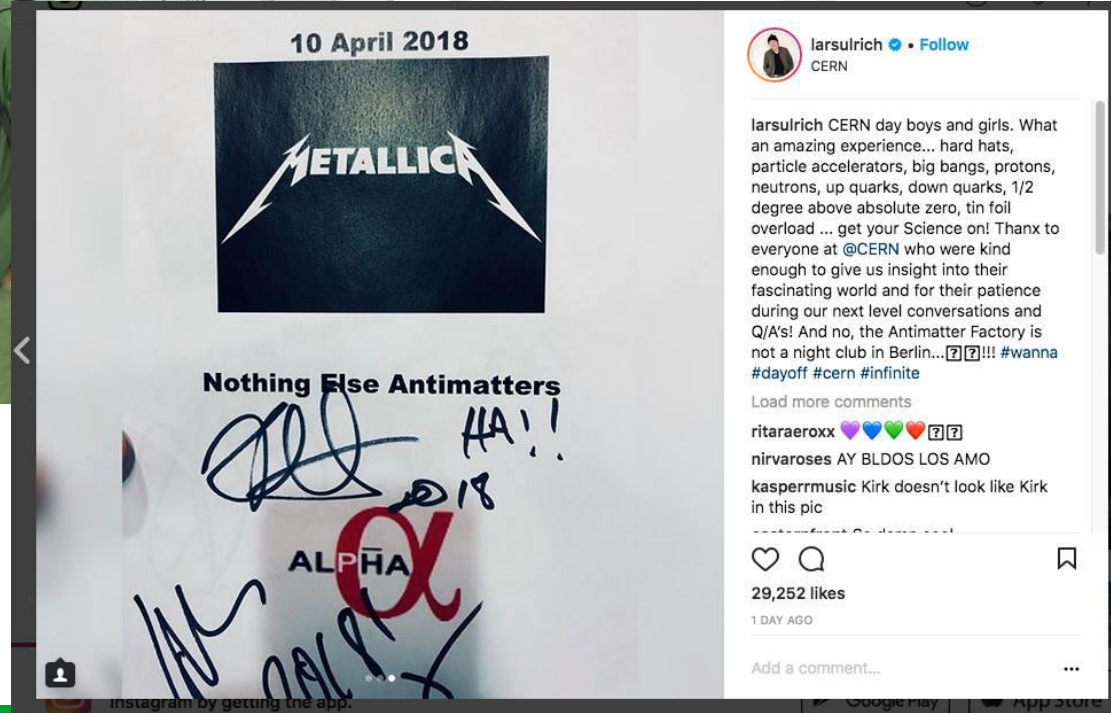 10 April 2018
METALLICA
Nothing Else Antimatters
HA!!
2018
ALPHA
α
2018!
larsulrich • Follow
CERN
larsulrich CERN day boys and girls. What
an amazing experience... hard hats,
particle accelerators, big bangs, protons,
neutrons, up quarks, down quarks, 1/2
degree above absolute zero, tin foil
overload ... get your Science on! Thanx to
everyone at @CERN who were kind
enough to give us insight into their
fascinating world and for their patience
during our next level conversations and
Q/A's! And no, the Antimatter Factory is
not a night club in Berlin...⍰⍰!!! #wanna
#dayoff #cern #infinite
Load more comments
ritaraeroxx 💜💙💚❤️⍰⍰
nirvaroses AY BLDOS LOS AMO
kasperrmusic Kirk doesn't look like Kirk
in this pic
29,252 likes
1 DAY AGO
Add a comment...
Instagram by getting the app.
Google Play
App Store